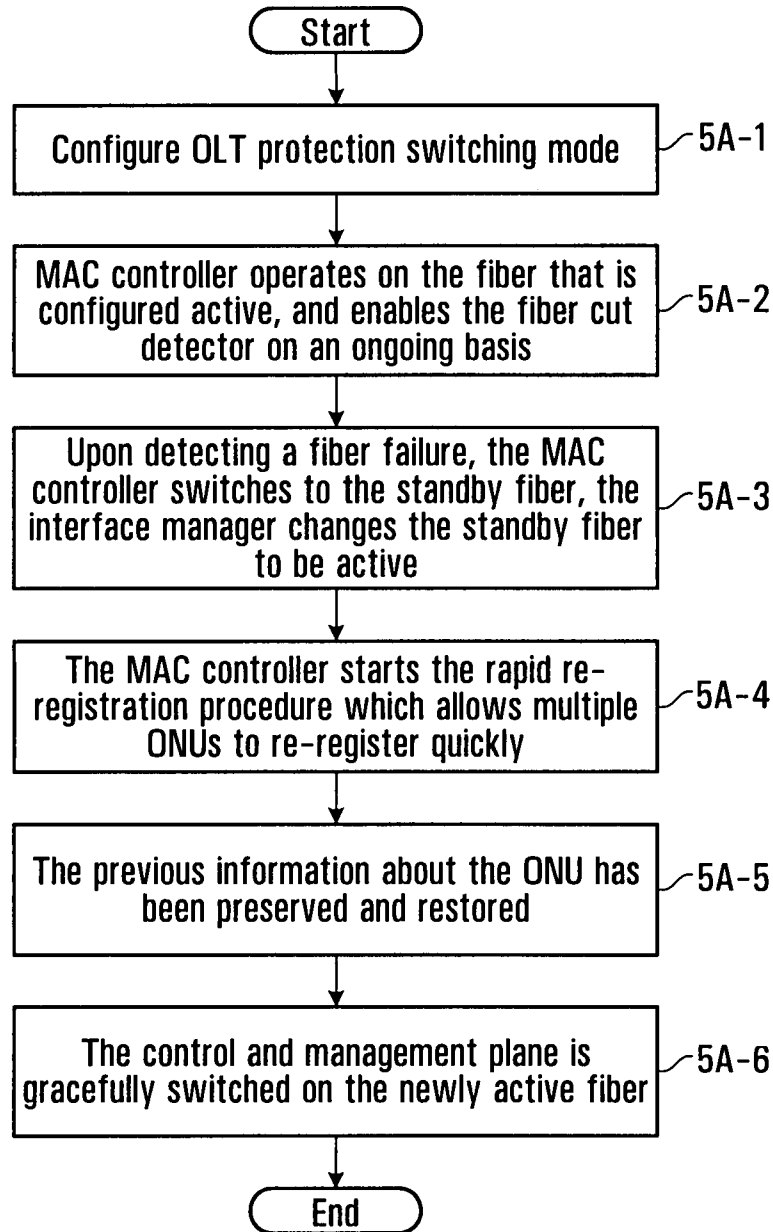 Start
Configure OLT protection switching mode
5A-1
MAC controller operates on the fiber that is
configured active, and enables the fiber cut
detector on an ongoing basis
5A-2
Upon detecting a fiber failure, the MAC
controller switches to the standby fiber, the
interface manager changes the standby fiber
to be active
5A-3
The MAC controller starts the rapid re-
registration procedure which allows multiple
ONUs to re-register quickly
5A-4
The previous information about the ONU has
been preserved and restored
5A-5
The control and management plane is
gracefully switched on the newly active fiber
5A-6
End